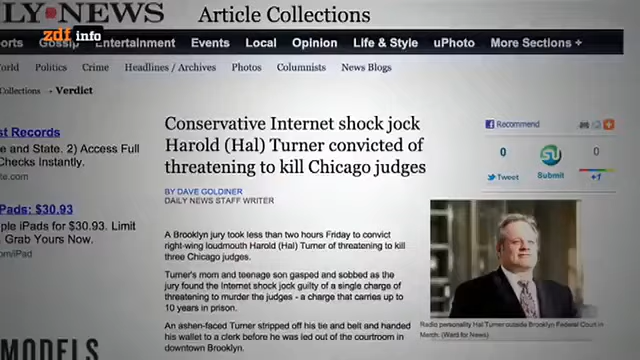 LY NEWS Article Collections
zdf info
orts Gossip Entertainment Events Local Opinion Life & Style uPhoto More Sections +
orld Politics Crime Headlines / Archives Photos Columnists News Blogs
Collections Verdict
st Records
e and State. 2) Access Full
Checks Instantly.
te.com
Pads: $30.93
ple iPads for $30.93. Limit
. Grab Yours Now.
om/iPad
MODELS
Conservative Internet shock jock
Harold (Hal) Turner convicted of
threatening to kill Chicago judges
BY DAVE GOLDINER
DAILY NEWS STAFF WRITER
A Brooklyn jury took less than two hours Friday to convict
right-wing loudmouth Harold (Hal) Turner of threatening to kill
three Chicago judges.
Turner's mom and teenage son gasped and sobbed as the
jury found the Internet shock jock guilty of a single charge of
threatening to murder the judges - a charge that carries up to
10 years in prison.
An ashen-faced Turner stripped off his tie and belt and handed
his wallet to a clerk before he was led out of the courtroom in
downtown Brooklyn.
Recommend
0 0
Tweet Submit +1
Radio personality Hal Turner outside Brooklyn Federal Court in
March. (Ward for News)